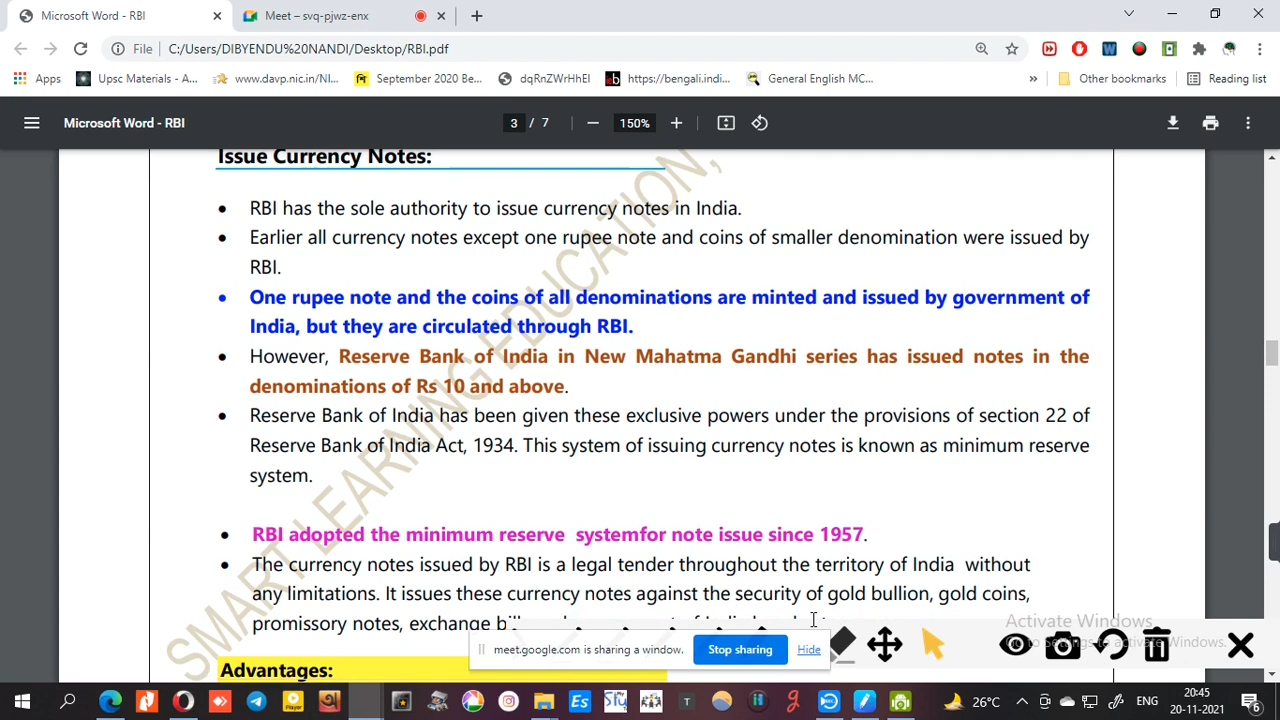 Microsoft Word - RBI
Meet – svq-pjwz-enx
File
C:/Users/DIBYENDU%20NANDI/Desktop/RBI.pdf
Apps
Upsc Materials - A...
www.davp.nic.in/NI...
September 2020 Be...
dqRnZWrHhEI
https://bengali.indi...
General English MC...
»
Other bookmarks
Reading list
Microsoft Word - RBI
3 / 7
150%
Issue Currency Notes:
• RBI has the sole authority to issue currency notes in India.
• Earlier all currency notes except one rupee note and coins of smaller denomination were issued by
RBI.
• One rupee note and the coins of all denominations are minted and issued by government of
India, but they are circulated through RBI.
• However, Reserve Bank of India in New Mahatma Gandhi series has issued notes in the
denominations of Rs 10 and above.
• Reserve Bank of India has been given these exclusive powers under the provisions of section 22 of
Reserve Bank of India Act, 1934. This system of issuing currency notes is known as minimum reserve
system.
• RBI adopted the minimum reserve systemfor note issue since 1957.
• The currency notes issued by RBI is a legal tender throughout the territory of India without
any limitations. It issues these currency notes against the security of gold bullion, gold coins,
promissory notes, exchange
Advantages:
SMART LEARNING EDUCATION,
meet.google.com is sharing a window.
Stop sharing
Hide
Activate Windows
Go to Settings to activate Windows.
ENG
26°C
20:45
20-11-2021
6